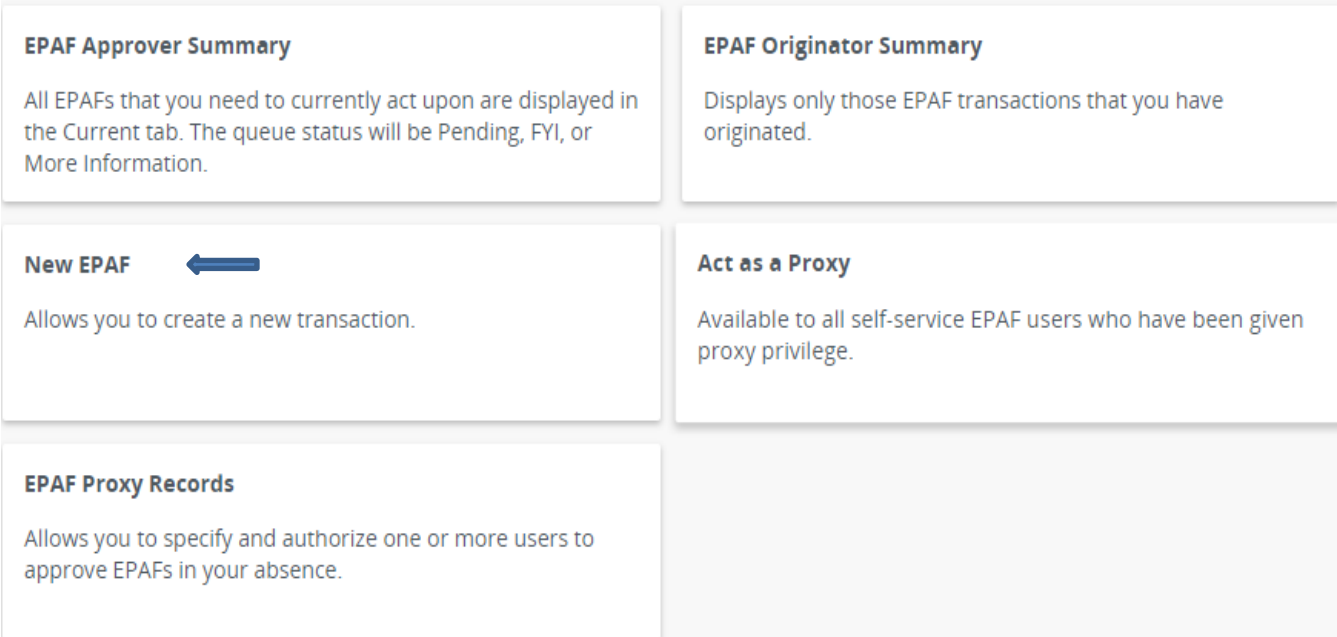 EPAF Approver Summary
All EPAFs that you need to currently act upon are displayed in
the Current tab. The queue status will be Pending, FYI, or
More Information.
EPAF Originator Summary
Displays only those EPAF transactions that you have
originated.
New EPAF
Allows you to create a new transaction.
Act as a Proxy
Available to all self-service EPAF users who have been given
proxy privilege.
EPAF Proxy Records
Allows you to specify and authorize one or more users to
approve EPAFs in your absence.